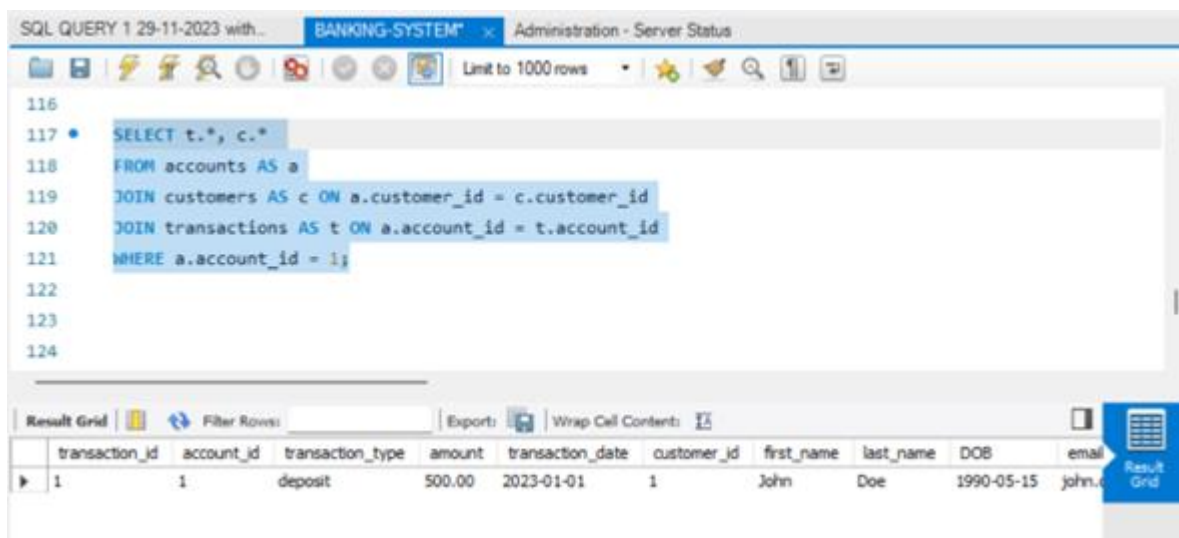 SQL QUERY 1 29-11-2023 with... BANKING-SYSTEM* × Administration - Server Status
Limit to 1000 rows
116
117 SELECT t.*, c.*
118 FROM accounts AS a
119 JOIN customers AS c ON a.customer_id = c.customer_id
120 JOIN transactions AS t ON a.account_id = t.account_id
121 WHERE a.account_id = 1;
122
123
124
Result Grid Filter Rows: Export: Wrap Cell Content:
transaction_id account_id transaction_type amount transaction_date customer_id first_name last_name DOB email
1 1 deposit 500.00 2023-01-01 1 John Doe 1990-05-15 john.
Result
Grid